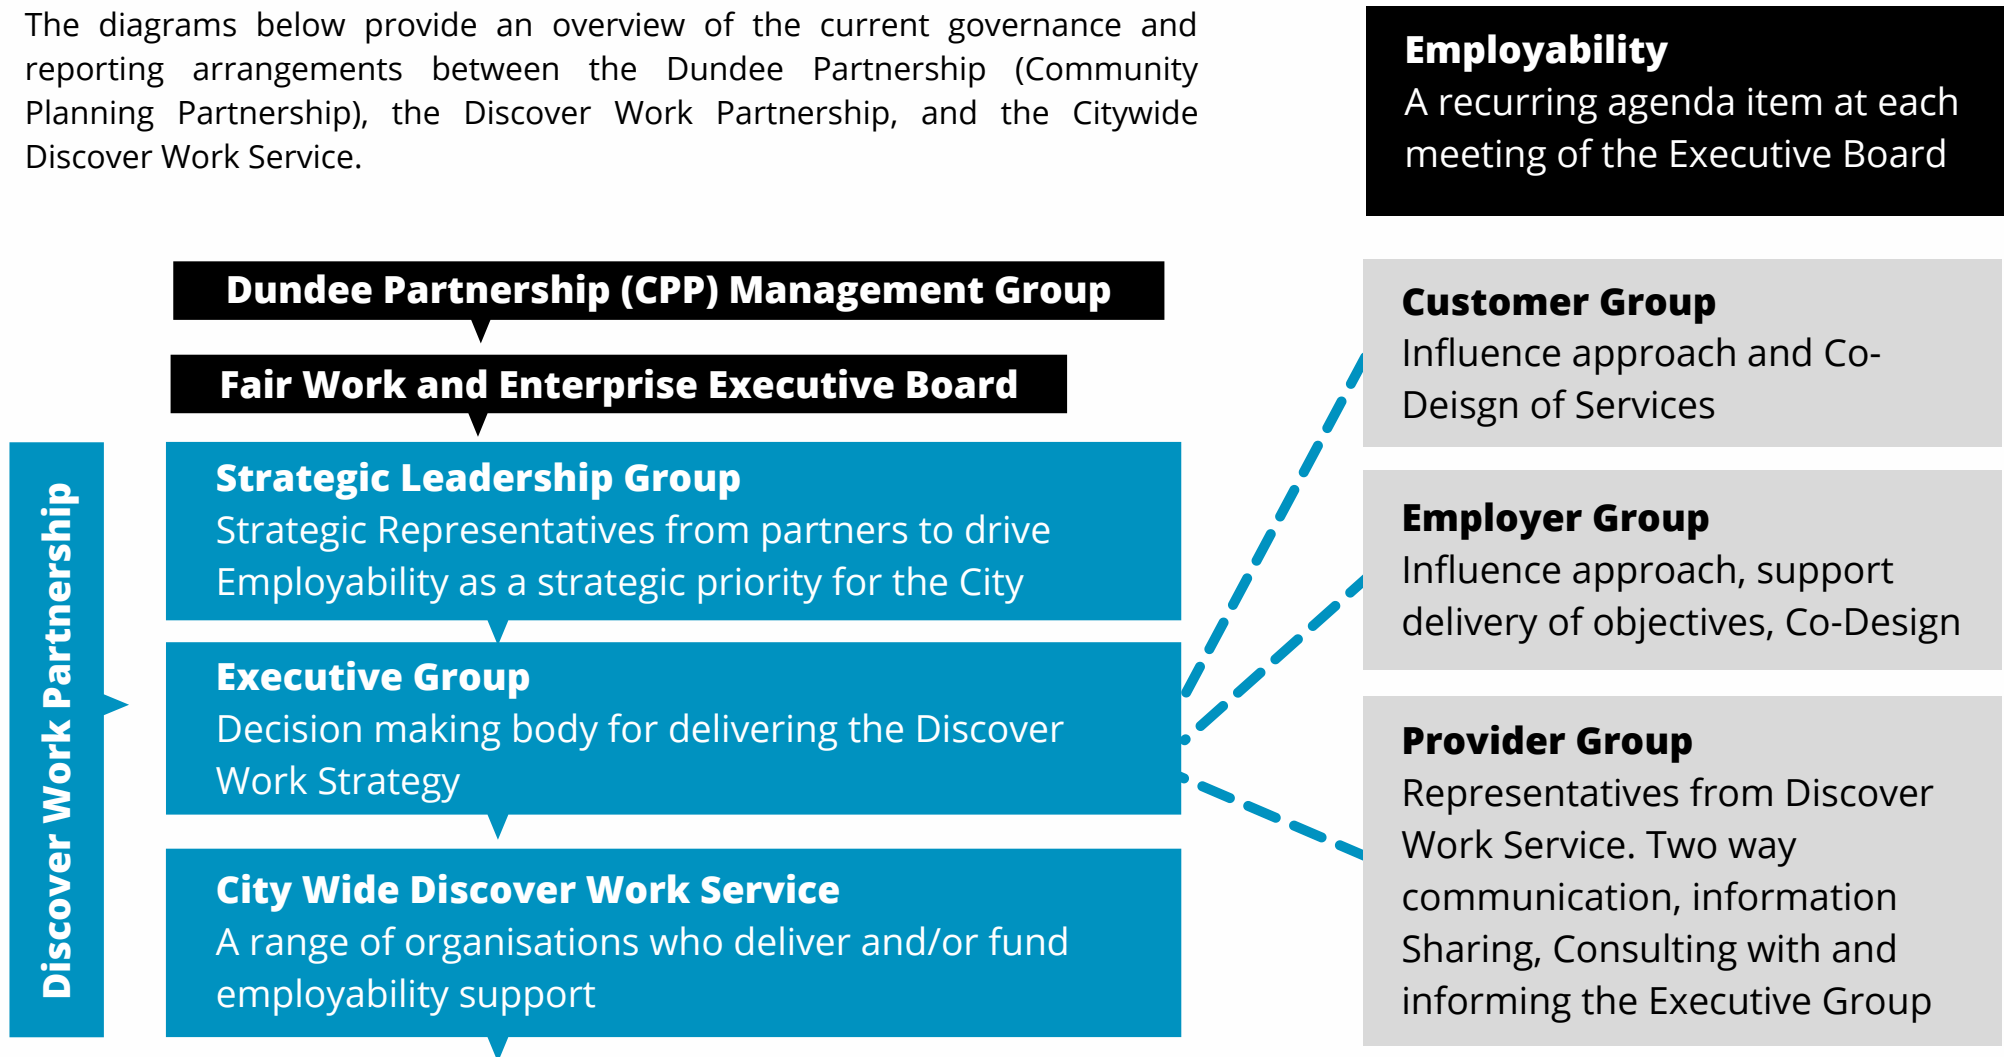 The diagrams below provide an overview of the current governance and
reporting arrangements between the Dundee Partnership (Community
Planning Partnership), the Discover Work Partnership, and the Citywide
Discover Work Service.
Employability
A recurring agenda item at each
meeting of the Executive Board
Dundee Partnership (CPP) Management Group
Fair Work and Enterprise Executive Board
Discover Work Partnership
Strategic Leadership Group
Strategic Representatives from partners to drive
Employability as a strategic priority for the City
Executive Group
Decision making body for delivering the Discover
Work Strategy
City Wide Discover Work Service
A range of organisations who deliver and/or fund
employability support
Customer Group
Influence approach and Co-
Deisgn of Services
Employer Group
Influence approach, support
delivery of objectives, Co-Design
Provider Group
Representatives from Discover
Work Service. Two way
communication, information
Sharing, Consulting with and
informing the Executive Group